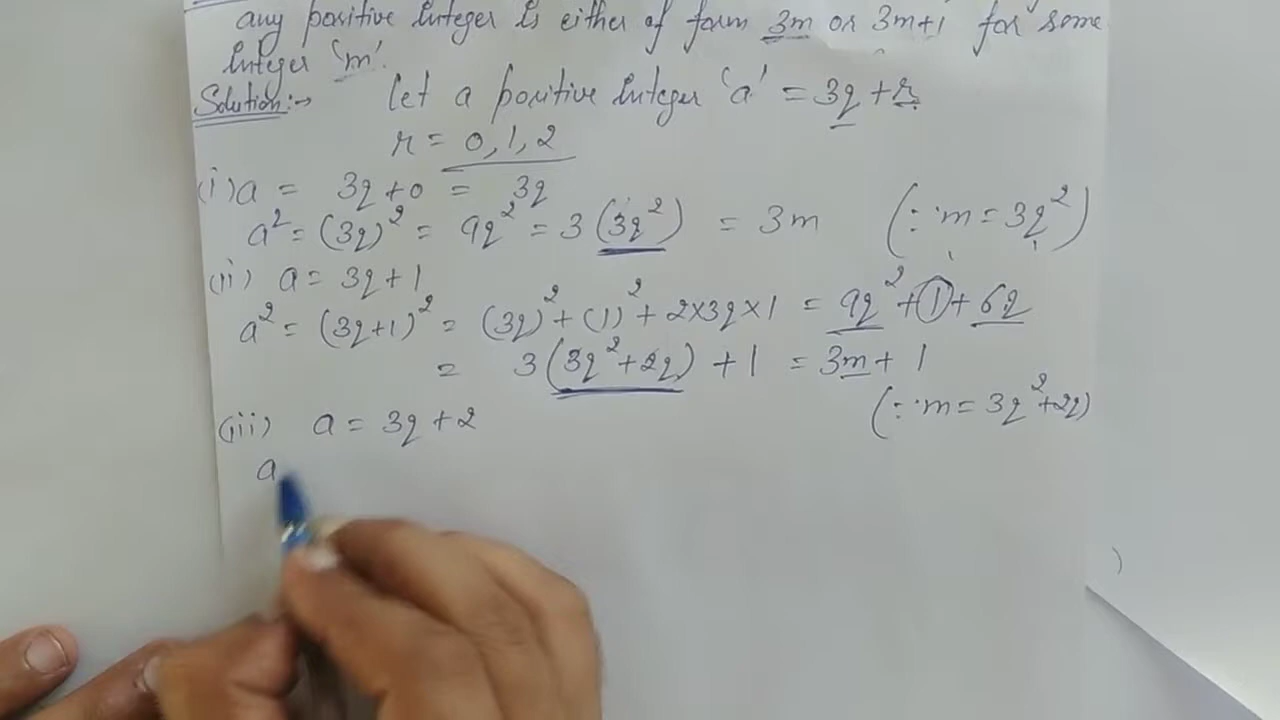 any positive Integer is either of form 3m or 3m+1 for some
Integer 'm'.
Solution:→ Let a positive Integer 'a' = 3q + r
r = 0, 1, 2
(i) a = 3q + 0 = 3q
a² = (3q)² = 9q² = 3 (3q²) = 3m (∵ m = 3q²)
(ii) a = 3q + 1
a² = (3q+1)² = (3q)² + (1)² + 2×3q×1 = 9q² + 1 + 6q
= 3 (3q² + 2q) + 1 = 3m + 1
(∵ m = 3q² + 2q)
(iii) a = 3q + 2
a